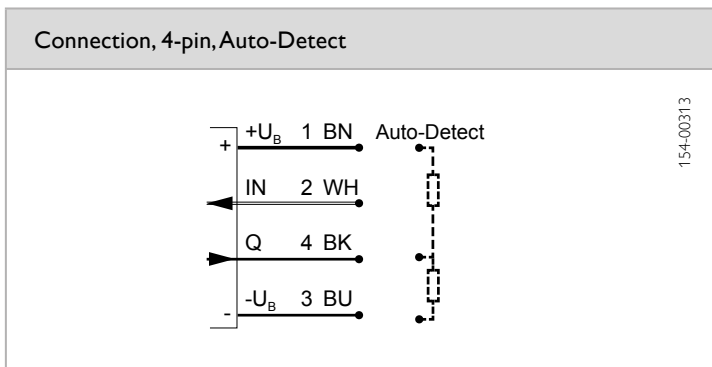 Connection, 4-pin, Auto-Detect
+ +U_B 1 BN Auto-Detect
IN 2 WH
Q 4 BK
- -U_B 3 BU
154-00313